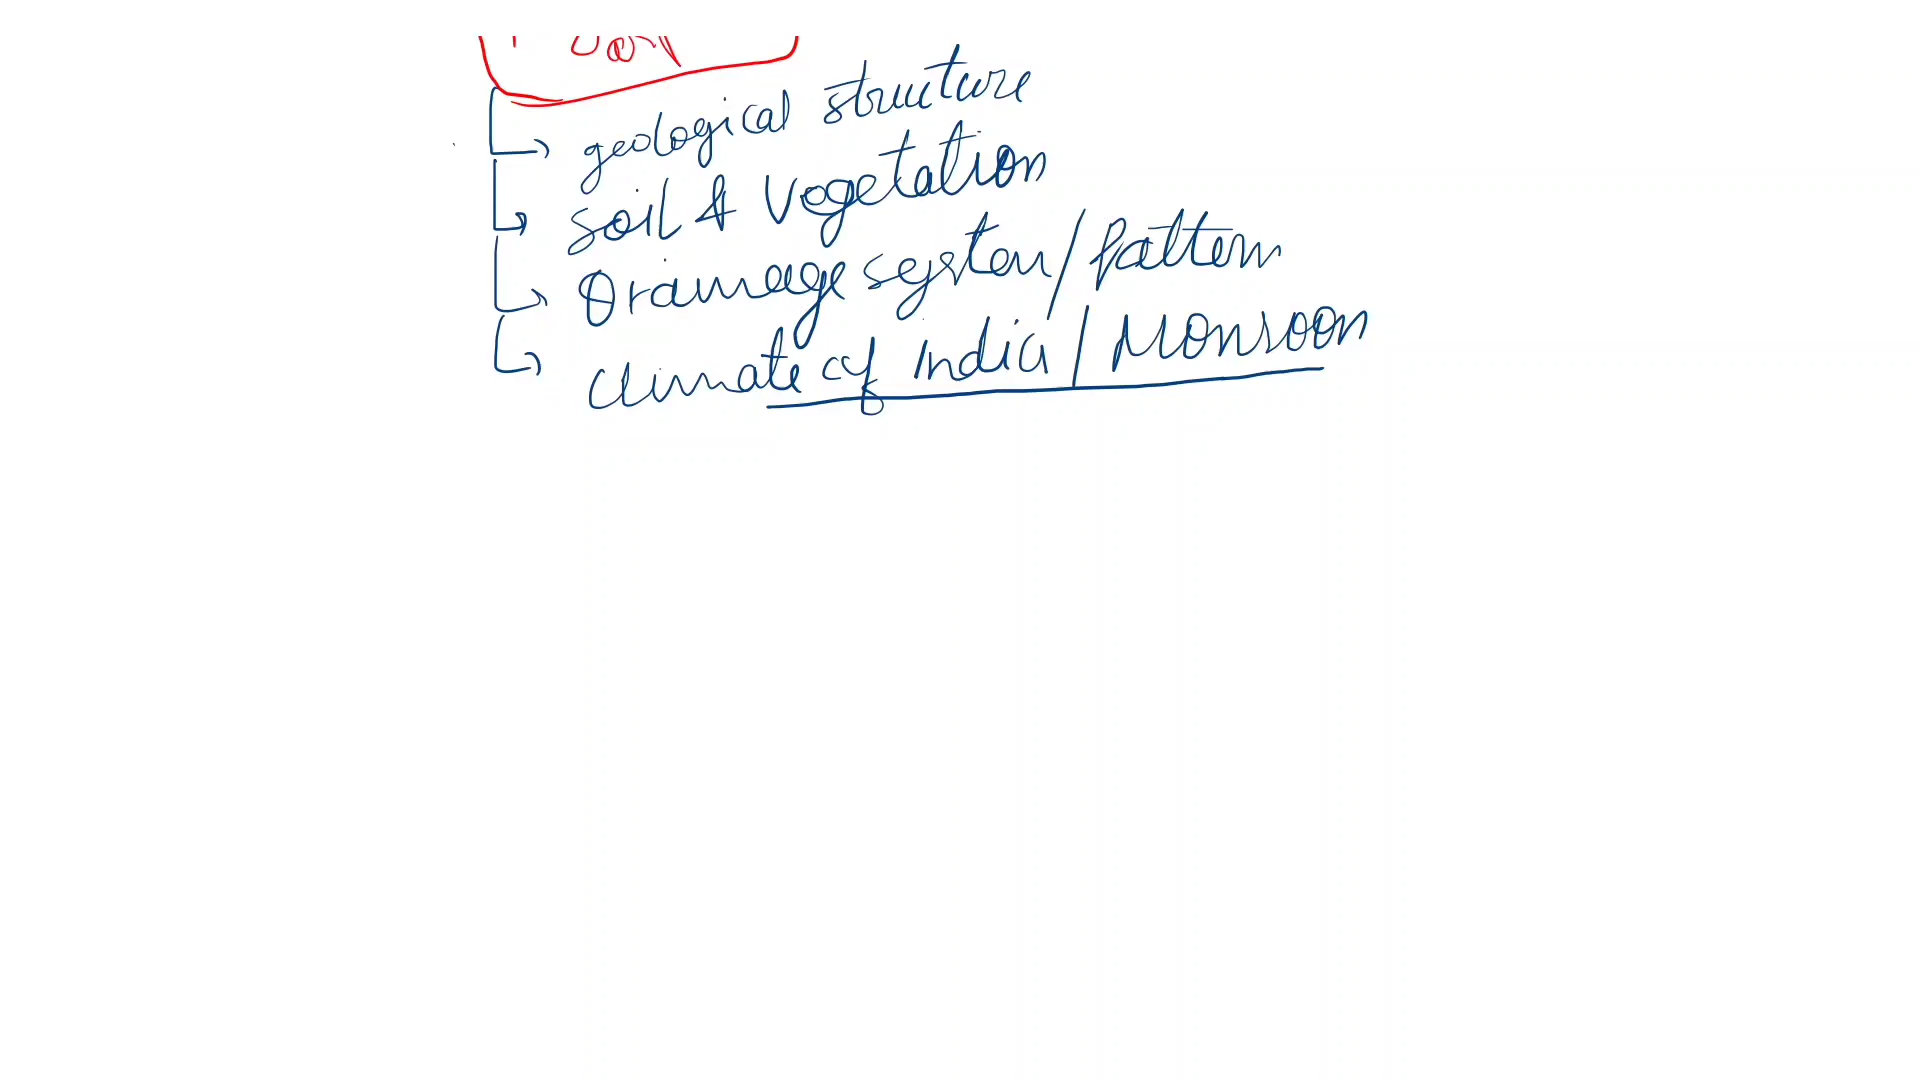 geological structure
soil & Vegetation
Drainage system/pattern
climate of India/Monsoon